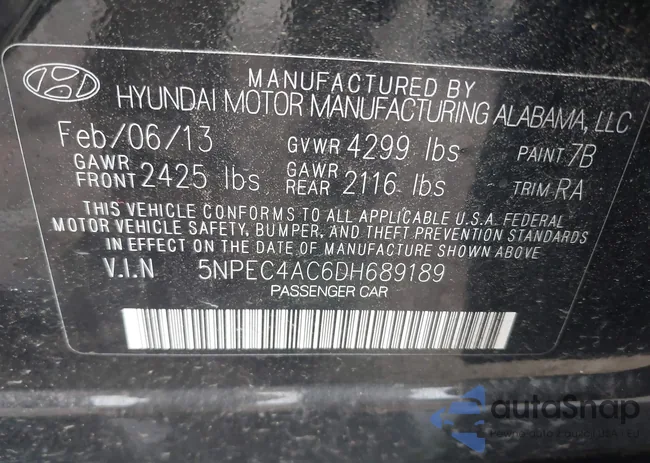 MANUFACTURED BY
HYUNDAI MOTOR MANUFACTURING ALABAMA, LLC
Feb/06/13 GVWR 4299 lbs PAINT 7B
GAWR FRONT 2425 lbs GAWR REAR 2116 lbs TRIM RA
THIS VEHICLE CONFORMS TO ALL APPLICABLE U.S.A. FEDERAL
MOTOR VEHICLE SAFETY, BUMPER, AND THEFT PREVENTION STANDARDS
IN EFFECT ON THE DATE OF MANUFACTURE SHOWN ABOVE
V.I.N 5NPEC4AC6DH689189
PASSENGER CAR
autoSnap